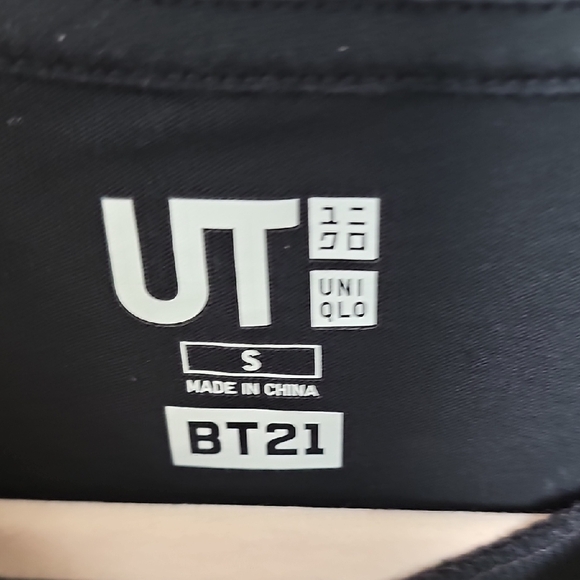 UT
ユニ
クロ
UNI
QLO
S
MADE IN CHINA
BT21